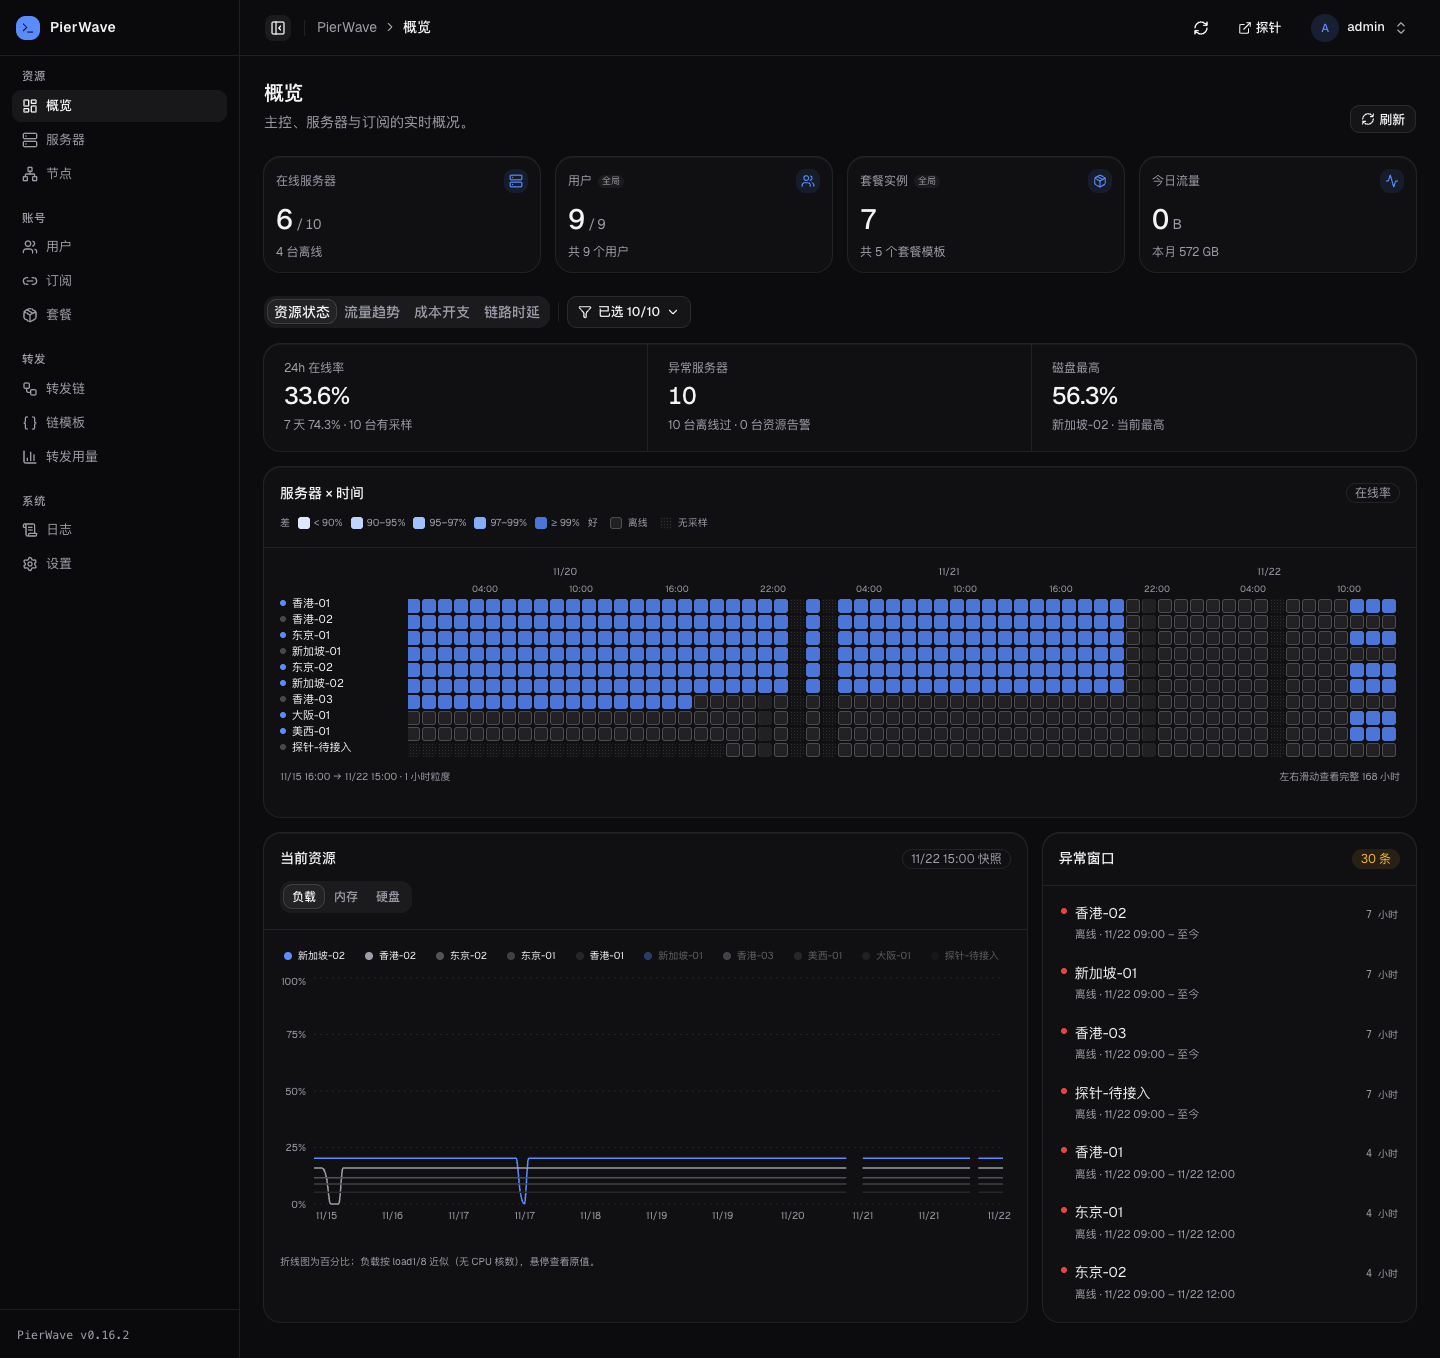 PierWave
PierWave > 概览
探针
A
admin
资源
概览
服务器
节点
账号
用户
订阅
套餐
转发
转发链
链模板
转发用量
系统
日志
设置
PierWave v0.16.2
概览
主控、服务器与订阅的实时概况。
刷新
在线服务器
6 / 10
4 台离线
用户 全局
9 / 9
共 9 个用户
套餐实例 全局
7
共 5 个套餐模板
今日流量
0 B
本月 572 GB
资源状态 流量趋势 成本开支 链路时延
已选 10/10
24h 在线率
33.6%
7 天 74.3% · 10 台有采样
异常服务器
10
10 台离线过 · 0 台资源告警
磁盘最高
56.3%
新加坡-02 · 当前最高
服务器 × 时间
在线率
差 < 90% 90–95% 95–97% 97–99% ≥ 99% 好 离线 无采样
11/20 11/21 11/22
04:00 10:00 16:00 22:00 04:00 10:00 16:00 22:00 04:00 10:00
香港-01
香港-02
东京-01
新加坡-01
东京-02
新加坡-02
香港-03
大阪-01
美西-01
探针-待接入
11/15 16:00 → 11/22 15:00 · 1 小时粒度
左右滑动查看完整 168 小时
当前资源
11/22 15:00 快照
负载 内存 硬盘
新加坡-02 香港-02 东京-02 东京-01 香港-01 新加坡-01 香港-03 美西-01 大阪-01 探针-待接入
100%
75%
50%
25%
0%
11/15 11/16 11/17 11/17 11/18 11/19 11/19 11/20 11/21 11/21 11/22
折线图为百分比；负载按 load1/8 近似（无 CPU 核数），悬停查看原值。
异常窗口
30 条
香港-02
7 小时
离线 · 11/22 09:00 – 至今
新加坡-01
7 小时
离线 · 11/22 09:00 – 至今
香港-03
7 小时
离线 · 11/22 09:00 – 至今
探针-待接入
7 小时
离线 · 11/22 09:00 – 至今
香港-01
4 小时
离线 · 11/22 09:00 – 11/22 12:00
东京-01
4 小时
离线 · 11/22 09:00 – 11/22 12:00
东京-02
4 小时
离线 · 11/22 09:00 – 11/22 12:00